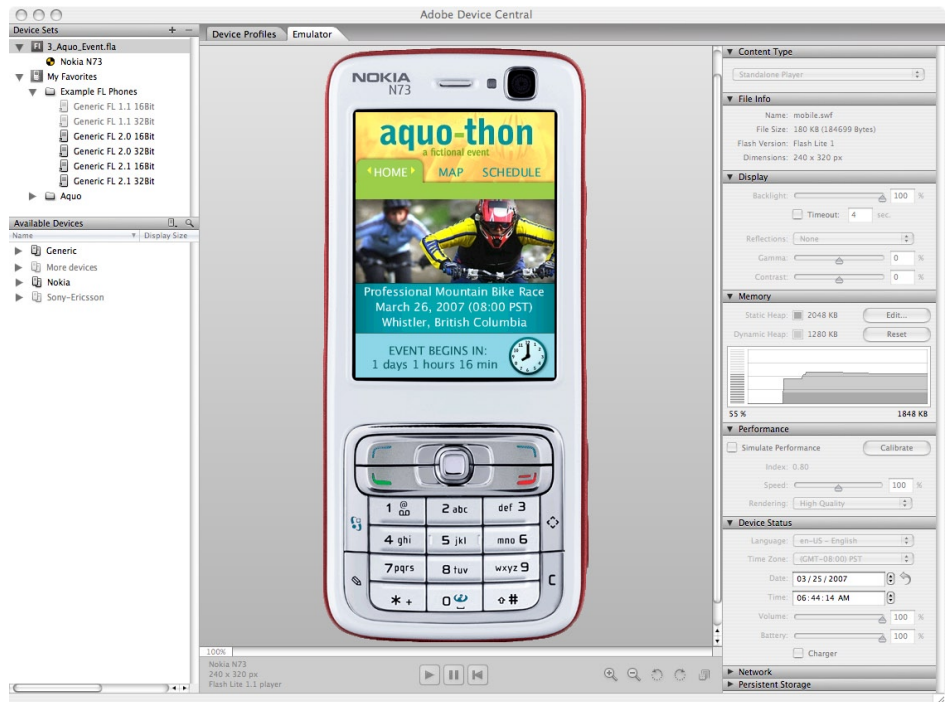 Adobe Device Central
Device Sets + −
3_Aquo_Event.fla
Nokia N73
My Favorites
Example FL Phones
Generic FL 1.1 16Bit
Generic FL 1.1 32Bit
Generic FL 2.0 16Bit
Generic FL 2.0 32Bit
Generic FL 2.1 16Bit
Generic FL 2.1 32Bit
Aquo
Available Devices
Name Display Size
Generic
More devices
Nokia
Sony-Ericsson
Device Profiles Emulator
NOKIA
N73
aquo-thon
a fictional event
HOME MAP SCHEDULE
Professional Mountain Bike Race
March 26, 2007 (08:00 PST)
Whistler, British Columbia
EVENT BEGINS IN:
1 days 1 hours 16 min
1 @ 2 abc def 3
4 ghi 5 jkl mno 6
7pqrs 8 tuv wxyz 9 C
* + 0 #
100%
Nokia N73
240 x 320 px
Flash Lite 1.1 player
Content Type
Standalone Player
File Info
Name: mobile.swf
File Size: 180 KB (184699 Bytes)
Flash Version: Flash Lite 1
Dimensions: 240 x 320 px
Display
Backlight: 100 %
Timeout: 4 sec.
Reflections: None
Gamma: 0 %
Contrast: 0 %
Memory
Static Heap: 2048 KB Edit...
Dynamic Heap: 1280 KB Reset
55 % 1848 KB
Performance
Simulate Performance Calibrate
Index: 0.80
Speed: 100 %
Rendering: High Quality
Device Status
Language: en-US - English
Time Zone: (GMT-08:00) PST
Date: 03/25/2007
Time: 06:44:14 AM
Volume: 100 %
Battery: 100 %
Charger
Network
Persistent Storage